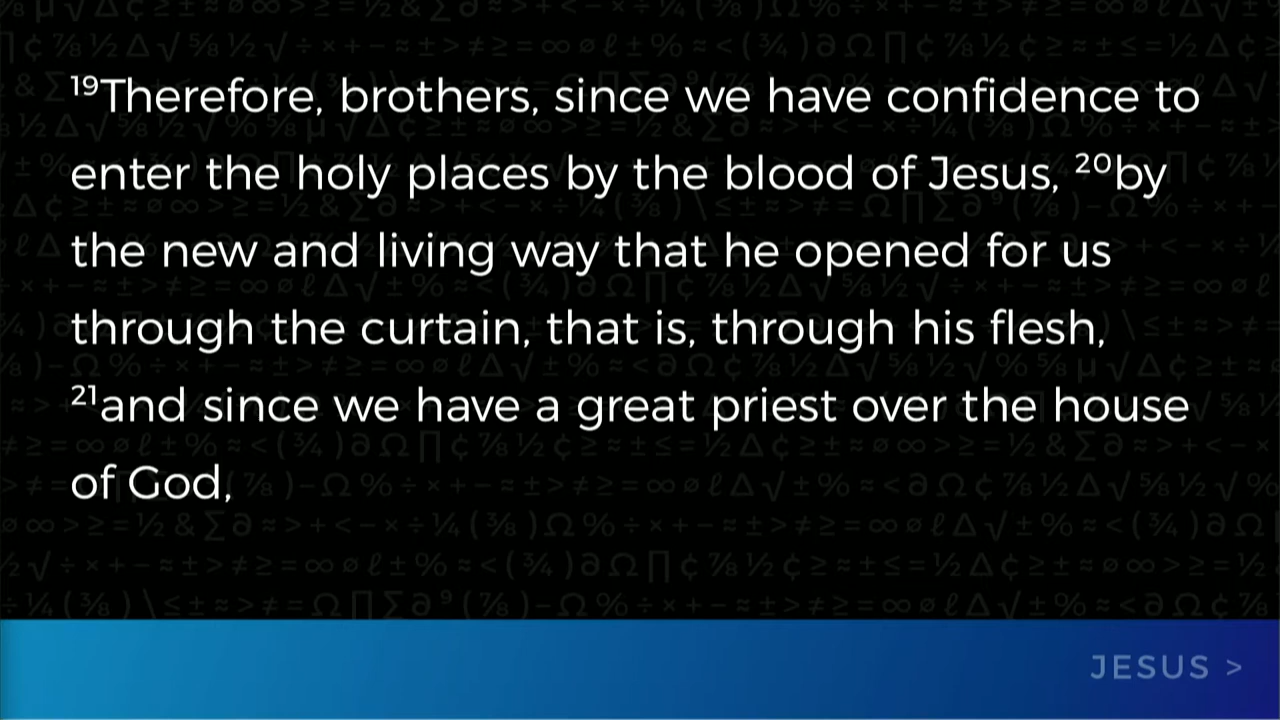 ¹⁹Therefore, brothers, since we have confidence to
enter the holy places by the blood of Jesus, ²⁰by
the new and living way that he opened for us
through the curtain, that is, through his flesh,
²¹and since we have a great priest over the house
of God,
JESUS >